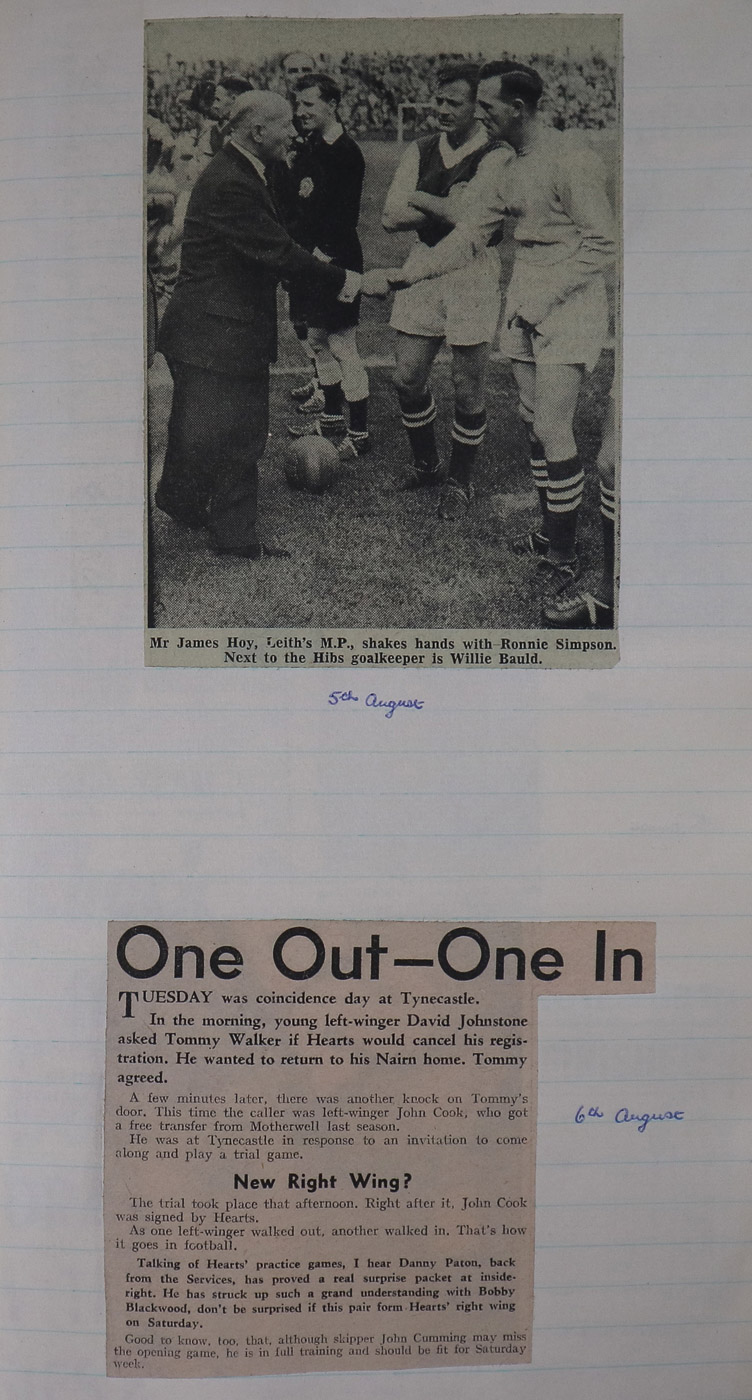 Mr James Hoy, Leith's M.P., shakes hands with Ronnie Simpson.
Next to the Hibs goalkeeper is Willie Bauld.
5th August
One Out—One In
TUESDAY was coincidence day at Tynecastle.
In the morning, young left-winger David Johnstone
asked Tommy Walker if Hearts would cancel his regis-
tration. He wanted to return to his Nairn home. Tommy
agreed.
A few minutes later, there was another knock on Tommy's
door. This time the caller was left-winger John Cook, who got
a free transfer from Motherwell last season.
He was at Tynecastle in response to an invitation to come
along and play a trial game.
6th August
New Right Wing?
The trial took place that afternoon. Right after it, John Cook
was signed by Hearts.
As one left-winger walked out, another walked in. That's how
it goes in football.
Talking of Hearts' practice games, I hear Danny Paton, back
from the Services, has proved a real surprise packet at inside-
right. He has struck up such a grand understanding with Bobby
Blackwood, don't be surprised if this pair form Hearts' right wing
on Saturday.
Good to know, too, that, although skipper John Cumming may miss
the opening game, he is in full training and should be fit for Saturday
week.